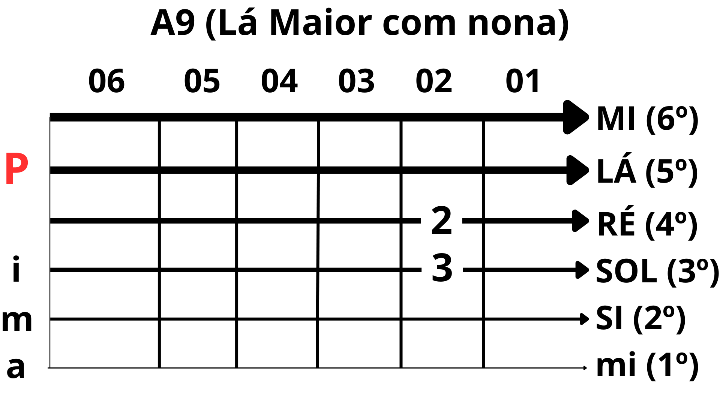 A9 (Lá Maior com nona)
06 05 04 03 02 01
MI (6º)
P LÁ (5º)
2 RÉ (4º)
i 3 SOL (3º)
m SI (2º)
a mi (1º)